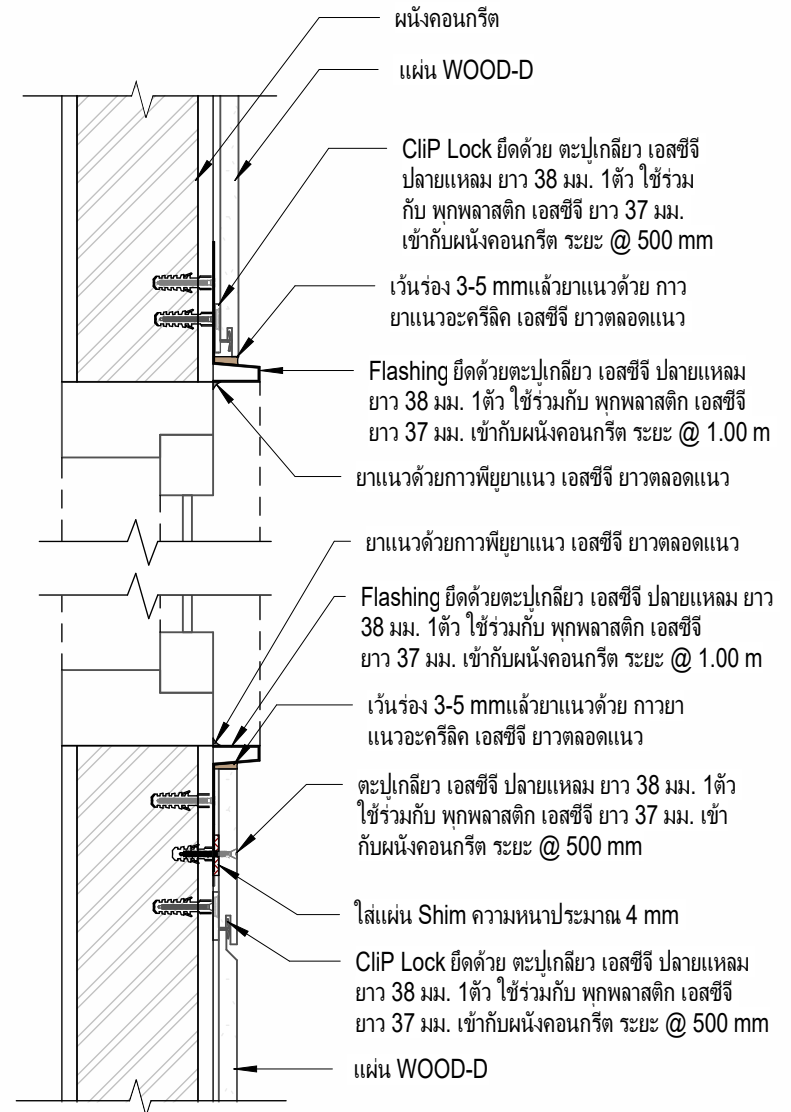 ผนังคอนกรีต
แผ่น WOOD-D
CliP Lock ยึดด้วย ตะปูเกลียว เอสซีจี
ปลายแหลม ยาว 38 มม. 1ตัว ใช้ร่วม
กับ พุกพลาสติก เอสซีจี ยาว 37 มม.
เข้ากับผนังคอนกรีต ระยะ @ 500 mm
เว้นร่อง 3-5 mmแล้วยาแนวด้วย กาว
ยาแนวอะครีลิค เอสซีจี ยาวตลอดแนว
Flashing ยึดด้วยตะปูเกลียว เอสซีจี ปลายแหลม
ยาว 38 มม. 1ตัว ใช้ร่วมกับ พุกพลาสติก เอสซีจี
ยาว 37 มม. เข้ากับผนังคอนกรีต ระยะ @ 1.00 m
ยาแนวด้วยกาวพียูยาแนว เอสซีจี ยาวตลอดแนว
ยาแนวด้วยกาวพียูยาแนว เอสซีจี ยาวตลอดแนว
Flashing ยึดด้วยตะปูเกลียว เอสซีจี ปลายแหลม ยาว
38 มม. 1ตัว ใช้ร่วมกับ พุกพลาสติก เอสซีจี
ยาว 37 มม. เข้ากับผนังคอนกรีต ระยะ @ 1.00 m
เว้นร่อง 3-5 mmแล้วยาแนวด้วย กาวยา
แนวอะครีลิค เอสซีจี ยาวตลอดแนว
ตะปูเกลียว เอสซีจี ปลายแหลม ยาว 38 มม. 1ตัว
ใช้ร่วมกับ พุกพลาสติก เอสซีจี ยาว 37 มม. เข้า
กับผนังคอนกรีต ระยะ @ 500 mm
ใส่แผ่น Shim ความหนาประมาณ 4 mm
CliP Lock ยึดด้วย ตะปูเกลียว เอสซีจี ปลายแหลม
ยาว 38 มม. 1ตัว ใช้ร่วมกับ พุกพลาสติก เอสซีจี
ยาว 37 มม. เข้ากับผนังคอนกรีต ระยะ @ 500 mm
แผ่น WOOD-D